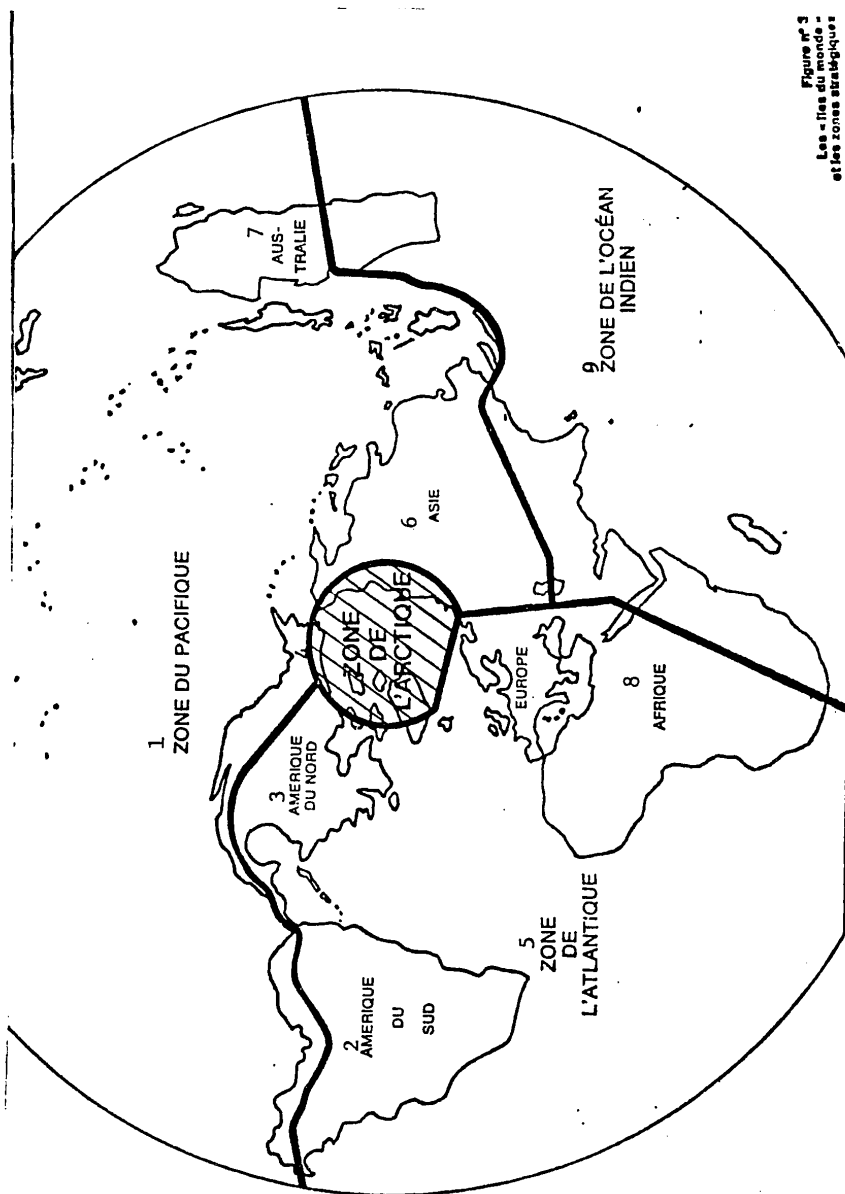 Figure n° 3
Les « îles du monde »
et les zones stratégiques
1
ZONE DU PACIFIQUE
7
AUS-
TRALIE
3
AMÉRIQUE
DU NORD
ZONE
DE
L'ARCTIQUE
6
ASIE
2
AMÉRIQUE
DU
SUD
EUROPE
5
ZONE
DE
L'ATLANTIQUE
8
AFRIQUE
9
ZONE DE L'OCÉAN
INDIEN